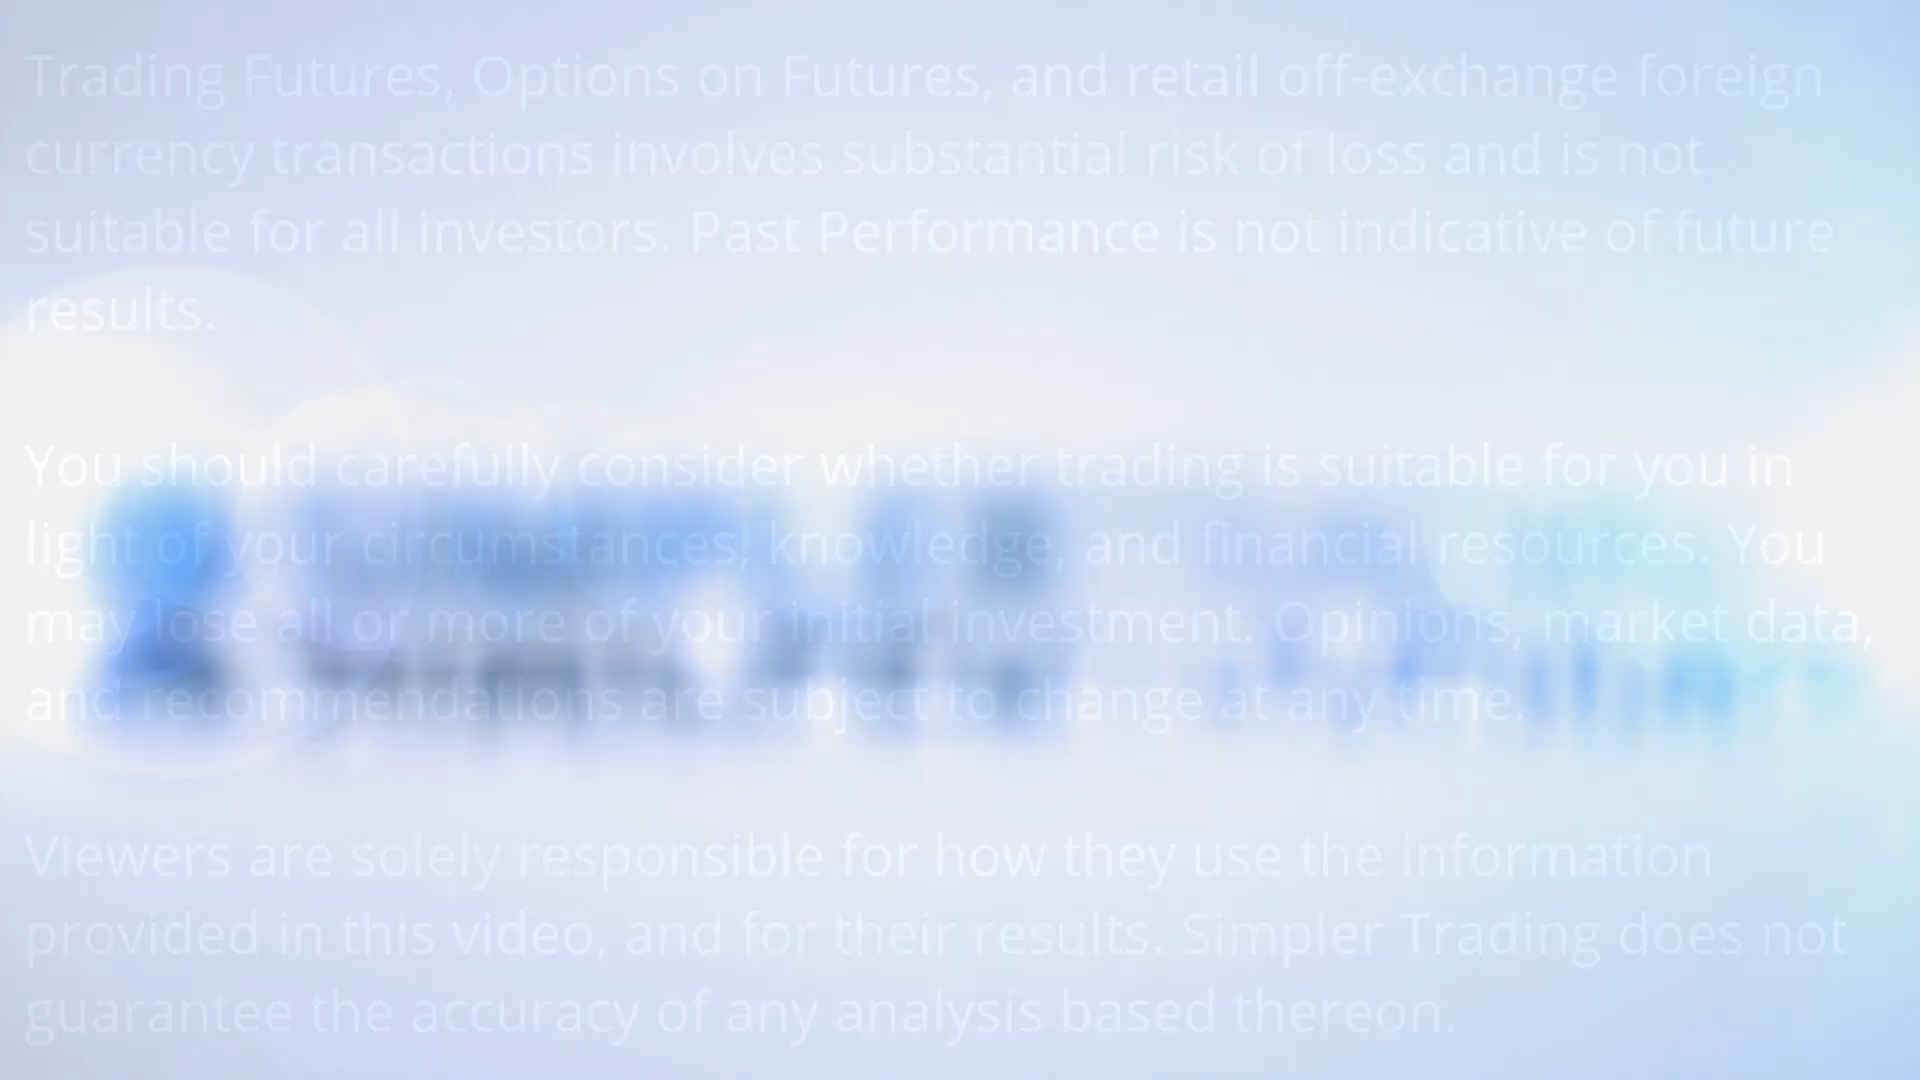 Trading Futures, Options on Futures, and retail off-exchange foreign
currency transactions involves substantial risk of loss and is not
suitable for all investors. Past Performance is not indicative of future
results.
You should carefully consider whether trading is suitable for you in
light of your circumstances, knowledge, and financial resources. You
may lose all or more of your initial investment. Opinions, market data,
and recommendations are subject to change at any time.
Viewers are solely responsible for how they use the information
provided in this video, and for their results. Simpler Trading does not
guarantee the accuracy of any analysis based thereon.